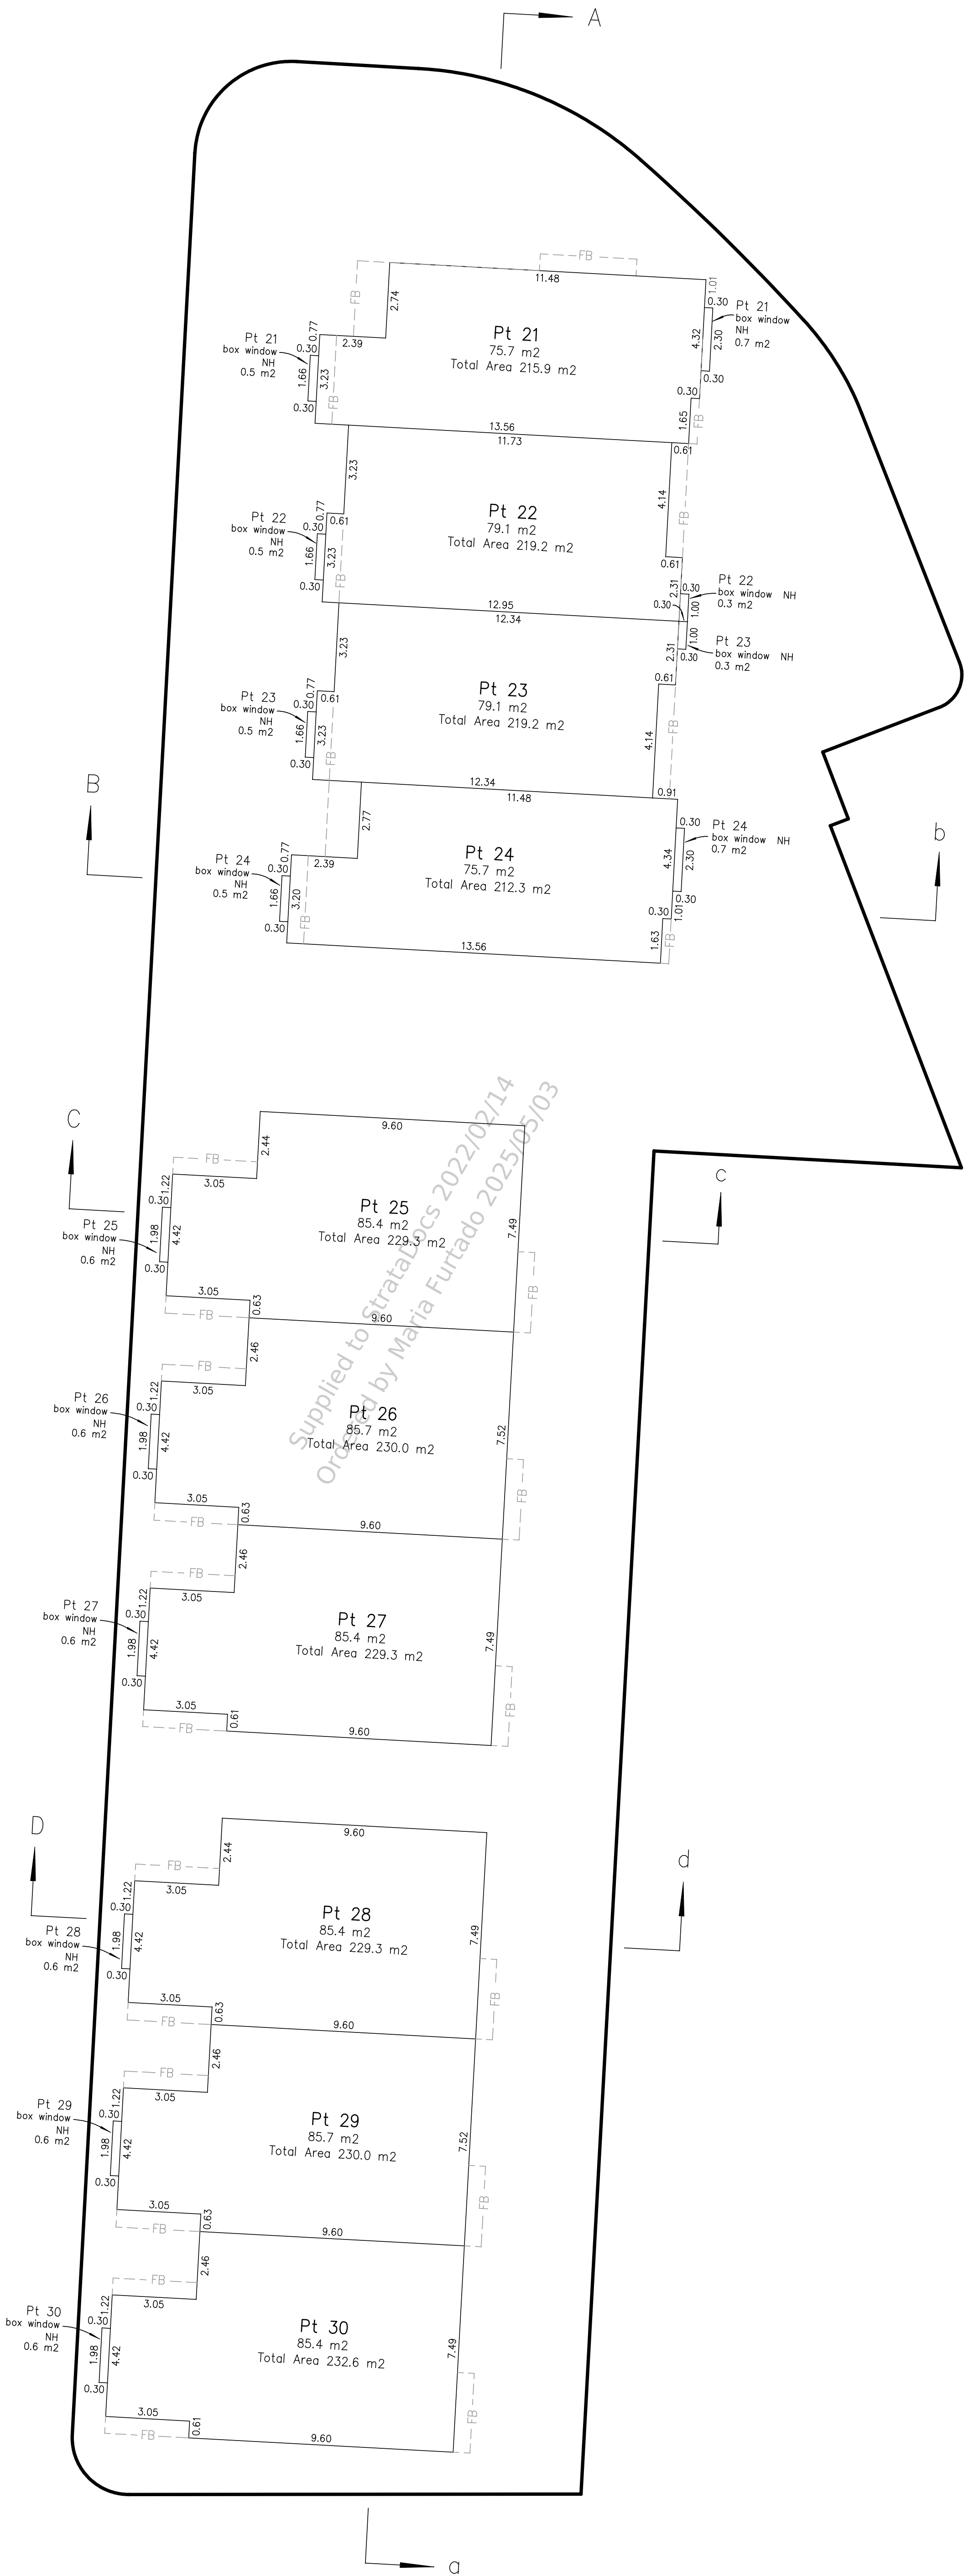 A
FB
11.48
1.01
0.30
Pt 21
box window
NH
0.7 m2
2.74
FB
4.32
2.30
Pt 21
75.7 m2
Total Area 215.9 m2
Pt 21
box window
NH
0.5 m2
0.77
0.30
2.39
1.66
3.23
0.30
FB
0.30
0.30
1.65
FB
13.56
11.73
0.61
3.23
4.14
FB
Pt 22
79.1 m2
Total Area 219.2 m2
Pt 22
box window
NH
0.5 m2
0.77
0.30
0.61
1.66
3.23
0.30
FB
0.61
2.31
0.30
1.00
Pt 22
box window NH
0.3 m2
12.95
12.34
0.30
1.00
2.31
0.30
Pt 23
box window NH
0.3 m2
3.23
0.61
Pt 23
79.1 m2
Total Area 219.2 m2
Pt 23
box window
NH
0.5 m2
0.77
0.30
0.61
1.66
3.23
0.30
FB
4.14
FB
B
12.34
11.48
0.91
2.77
0.30
Pt 24
box window NH
0.7 m2
4.34
2.30
b
Pt 24
75.7 m2
Total Area 212.3 m2
Pt 24
box window
NH
0.5 m2
0.77
0.30
2.39
1.66
3.20
0.30
FB
0.30
0.30
1.01
1.63
FB
13.56
Supplied to StrataDocs 2022/02/14
Ordered by Maria Furtado 2025/05/03
C
9.60
2.44
FB
1.22
3.05
0.30
c
Pt 25
85.4 m2
Total Area 229.3 m2
7.49
Pt 25
box window
NH
0.6 m2
1.98
4.42
0.30
FB
3.05
0.63
FB
9.60
2.46
FB
1.22
3.05
Pt 26
box window
NH
0.6 m2
0.30
1.98
4.42
0.30
Pt 26
85.7 m2
Total Area 230.0 m2
7.52
FB
3.05
0.63
FB
9.60
2.46
FB
1.22
3.05
Pt 27
box window
NH
0.6 m2
0.30
1.98
4.42
0.30
Pt 27
85.4 m2
Total Area 229.3 m2
7.49
FB
3.05
0.61
FB
9.60
D
9.60
2.44
FB
1.22
3.05
0.30
d
Pt 28
85.4 m2
Total Area 229.3 m2
7.49
Pt 28
box window
NH
0.6 m2
1.98
4.42
0.30
FB
3.05
0.63
FB
9.60
2.46
FB
1.22
3.05
Pt 29
box window
NH
0.6 m2
0.30
1.98
4.42
0.30
Pt 29
85.7 m2
Total Area 230.0 m2
7.52
FB
3.05
0.63
FB
9.60
2.46
FB
1.22
3.05
Pt 30
box window
NH
0.6 m2
0.30
1.98
4.42
0.30
Pt 30
85.4 m2
Total Area 232.6 m2
7.49
FB
3.05
0.61
FB
9.60
a